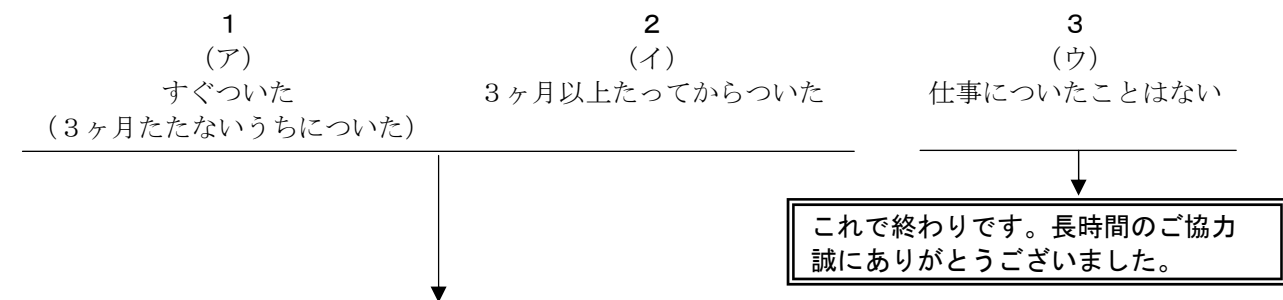 1 2 3
(ア) (イ) (ウ)
すぐついた ３ヶ月以上たってからついた 仕事についたことはない
(３ヶ月たたないうちについた)
これで終わりです。長時間のご協力
誠にありがとうございました。